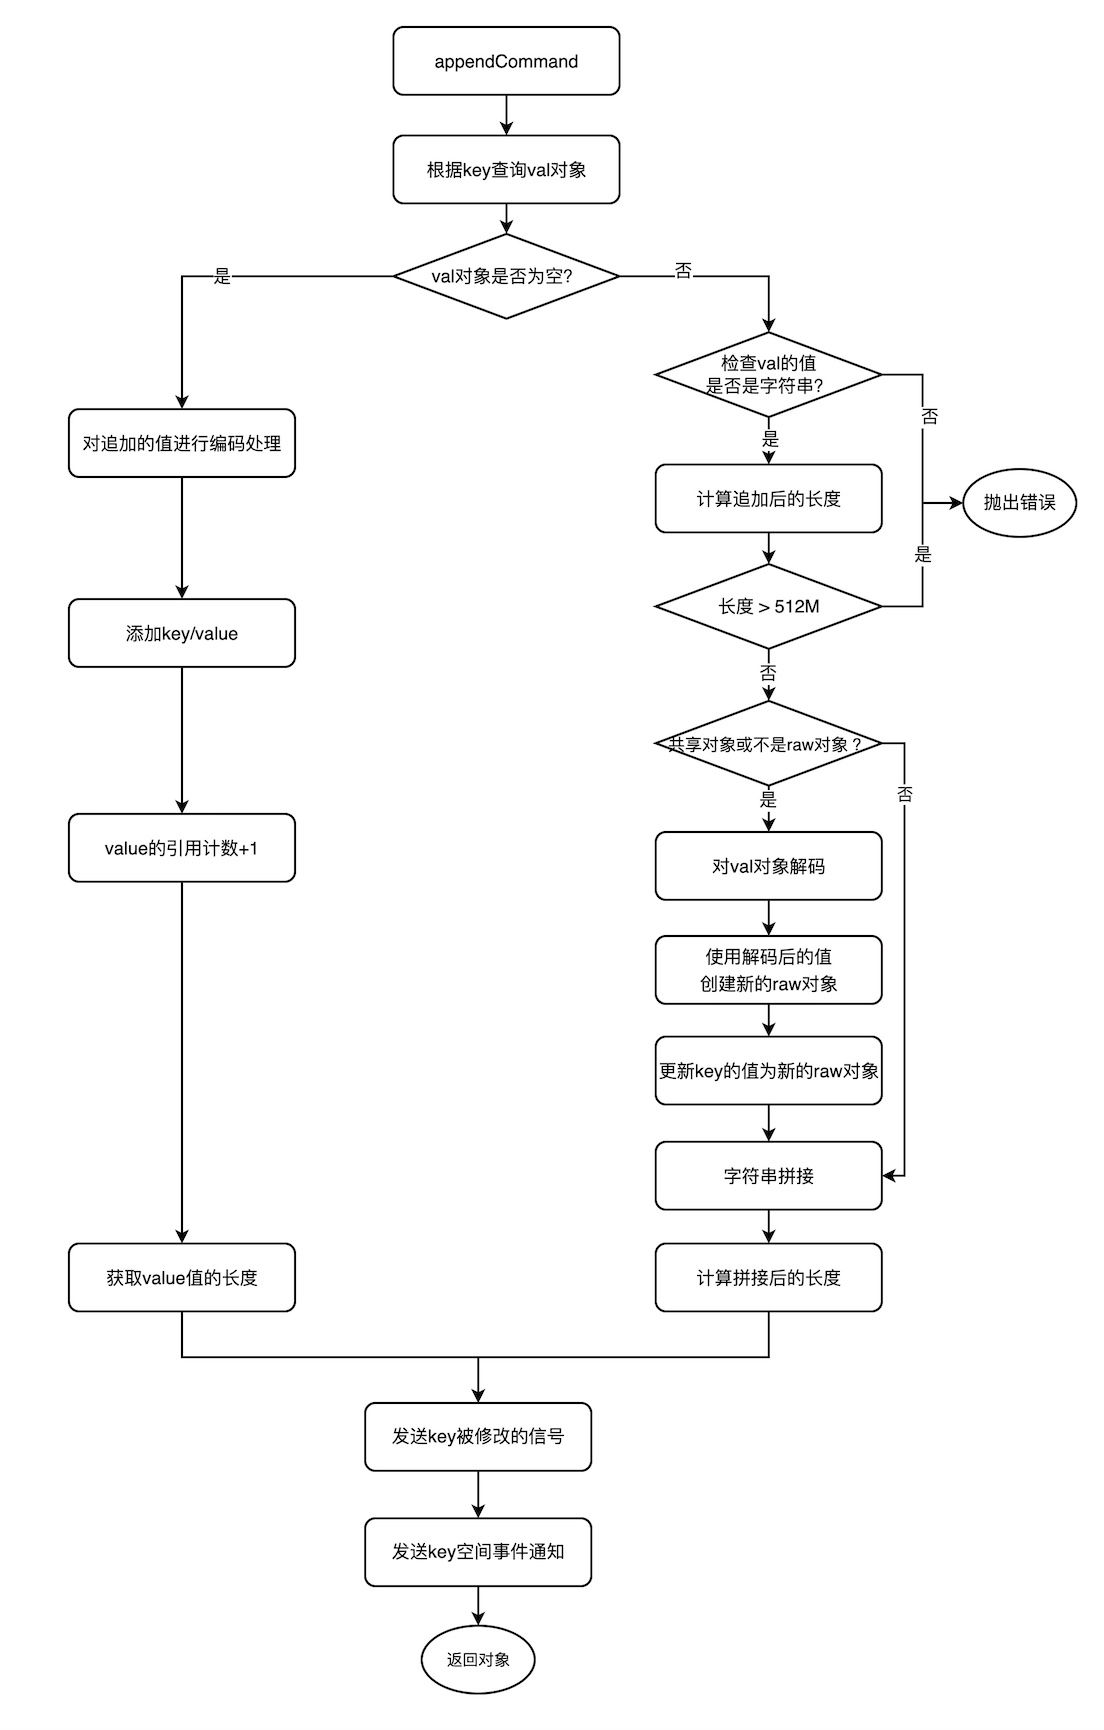 appendCommand
根据key查询val对象
val对象是否为空?
是
否
检查val的值
是否是字符串?
否
是
对追加的值进行编码处理
计算追加后的长度
抛出错误
是
长度 > 512M
添加key/value
否
共享对象或不是raw对象？
是
否
value的引用计数+1
对val对象解码
使用解码后的值
创建新的raw对象
更新key的值为新的raw对象
字符串拼接
获取value值的长度
计算拼接后的长度
发送key被修改的信号
发送key空间事件通知
返回对象